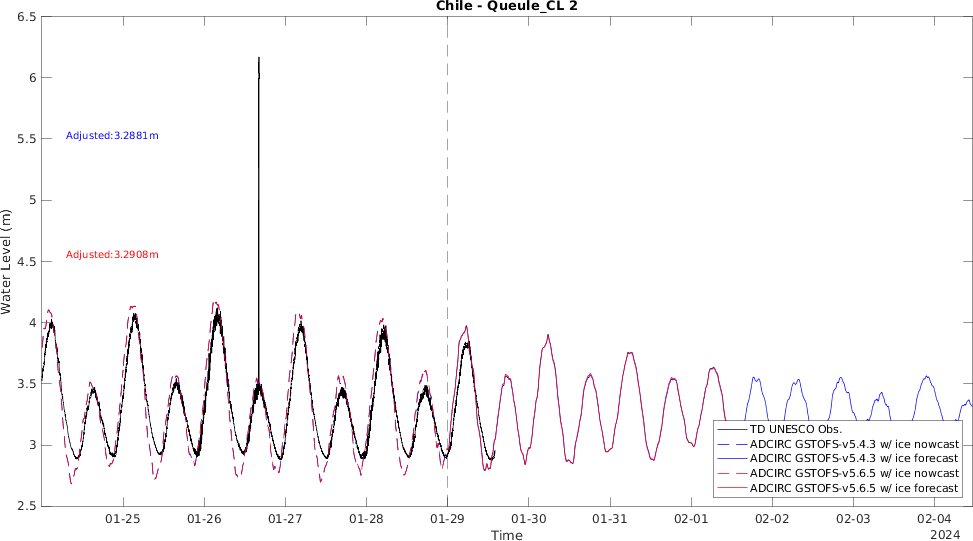 Chile - Queule_CL 2
6.5
6
5.5
5
4.5
4
3.5
3
2.5
Water Level (m)
Adjusted:3.2881m
Adjusted:3.2908m
TD UNESCO Obs.
ADCIRC GSTOFS-v5.4.3 w/ ice nowcast
ADCIRC GSTOFS-v5.4.3 w/ ice forecast
ADCIRC GSTOFS-v5.6.5 w/ ice nowcast
ADCIRC GSTOFS-v5.6.5 w/ ice forecast
01-25 01-26 01-27 01-28 01-29 01-30 01-31 02-01 02-02 02-03 02-04
Time
2024